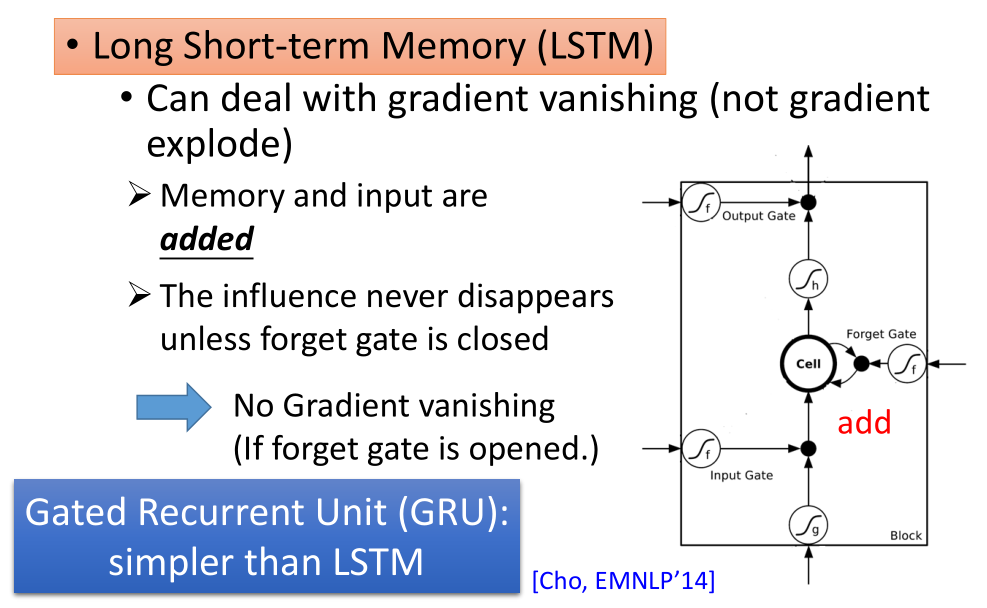 • Long Short-term Memory (LSTM)
• Can deal with gradient vanishing (not gradient
explode)
➢ Memory and input are
added
➢ The influence never disappears
unless forget gate is closed
No Gradient vanishing
(If forget gate is opened.)
Gated Recurrent Unit (GRU):
simpler than LSTM
[Cho, EMNLP’14]
f
Output Gate
h
Forget Gate
Cell
f
add
f
Input Gate
g
Block